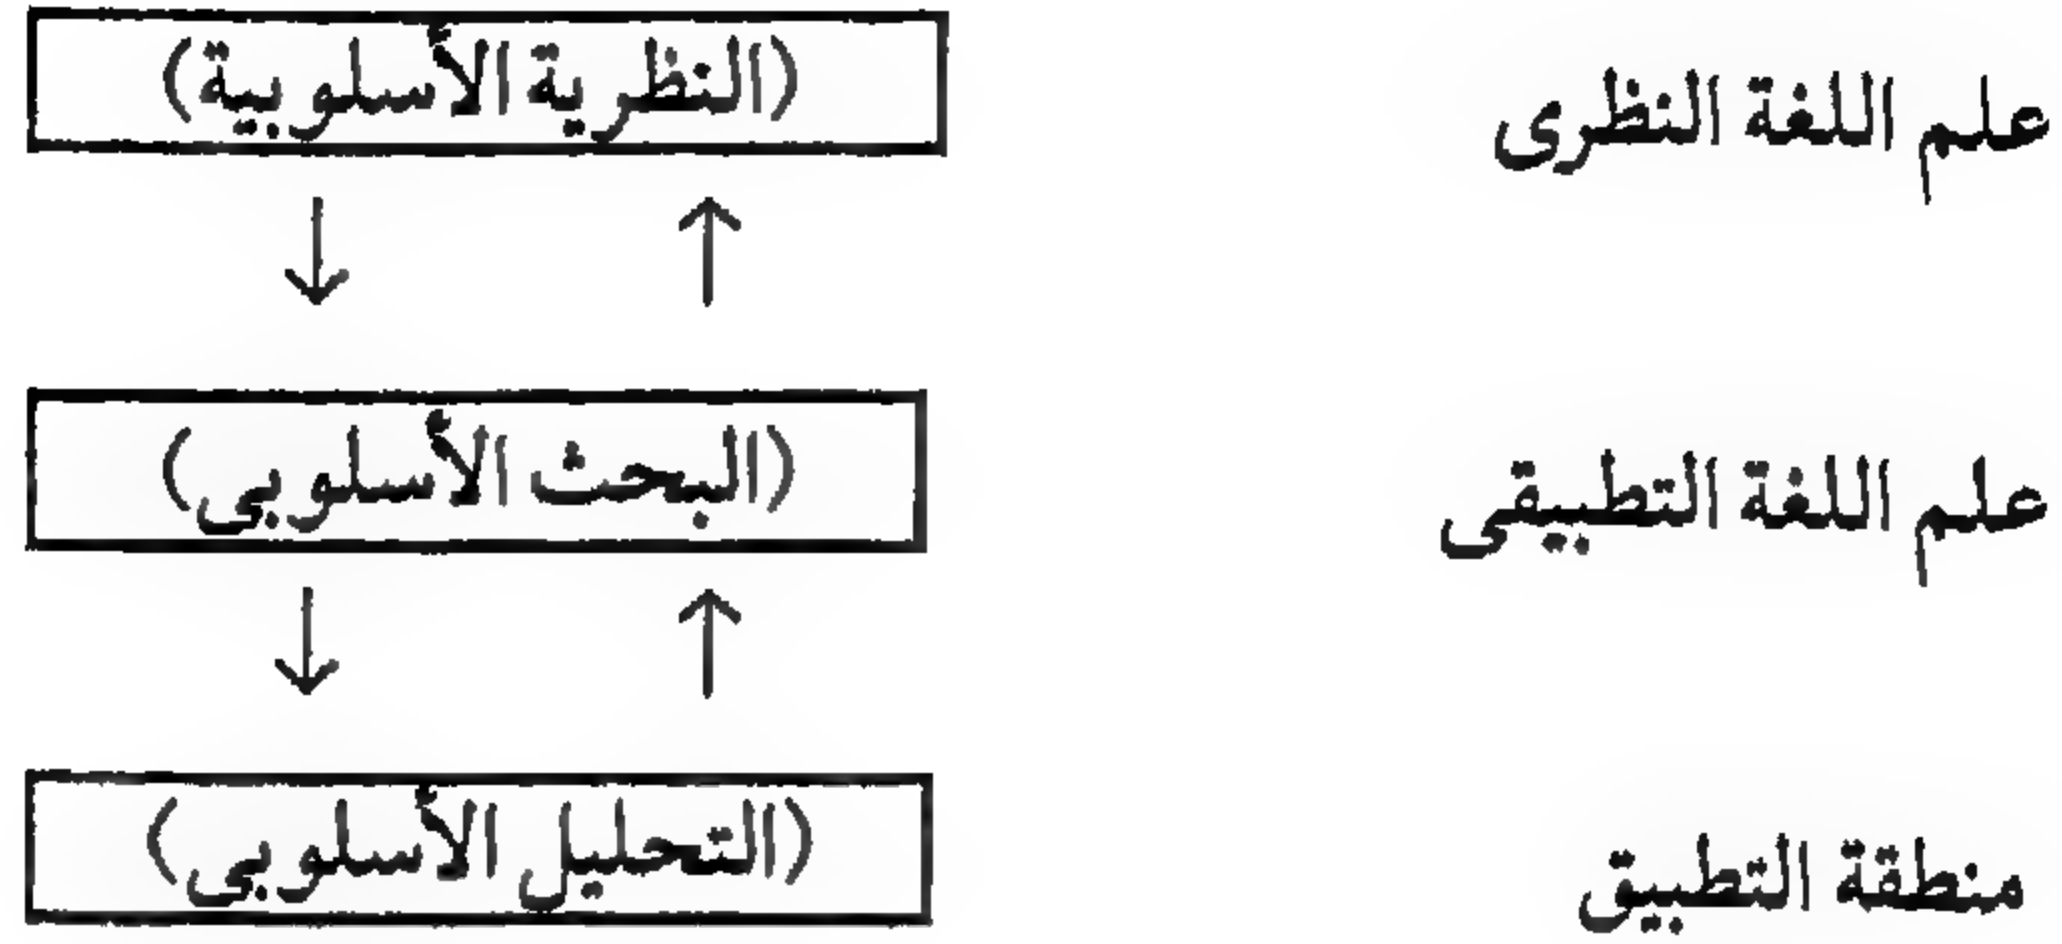 علم اللغة النظرى (النظرية الأسلوبية)
علم اللغة التطبيقى (البحث الأسلوبى)
منطقة التطبيق (التحليل الأسلوبى)